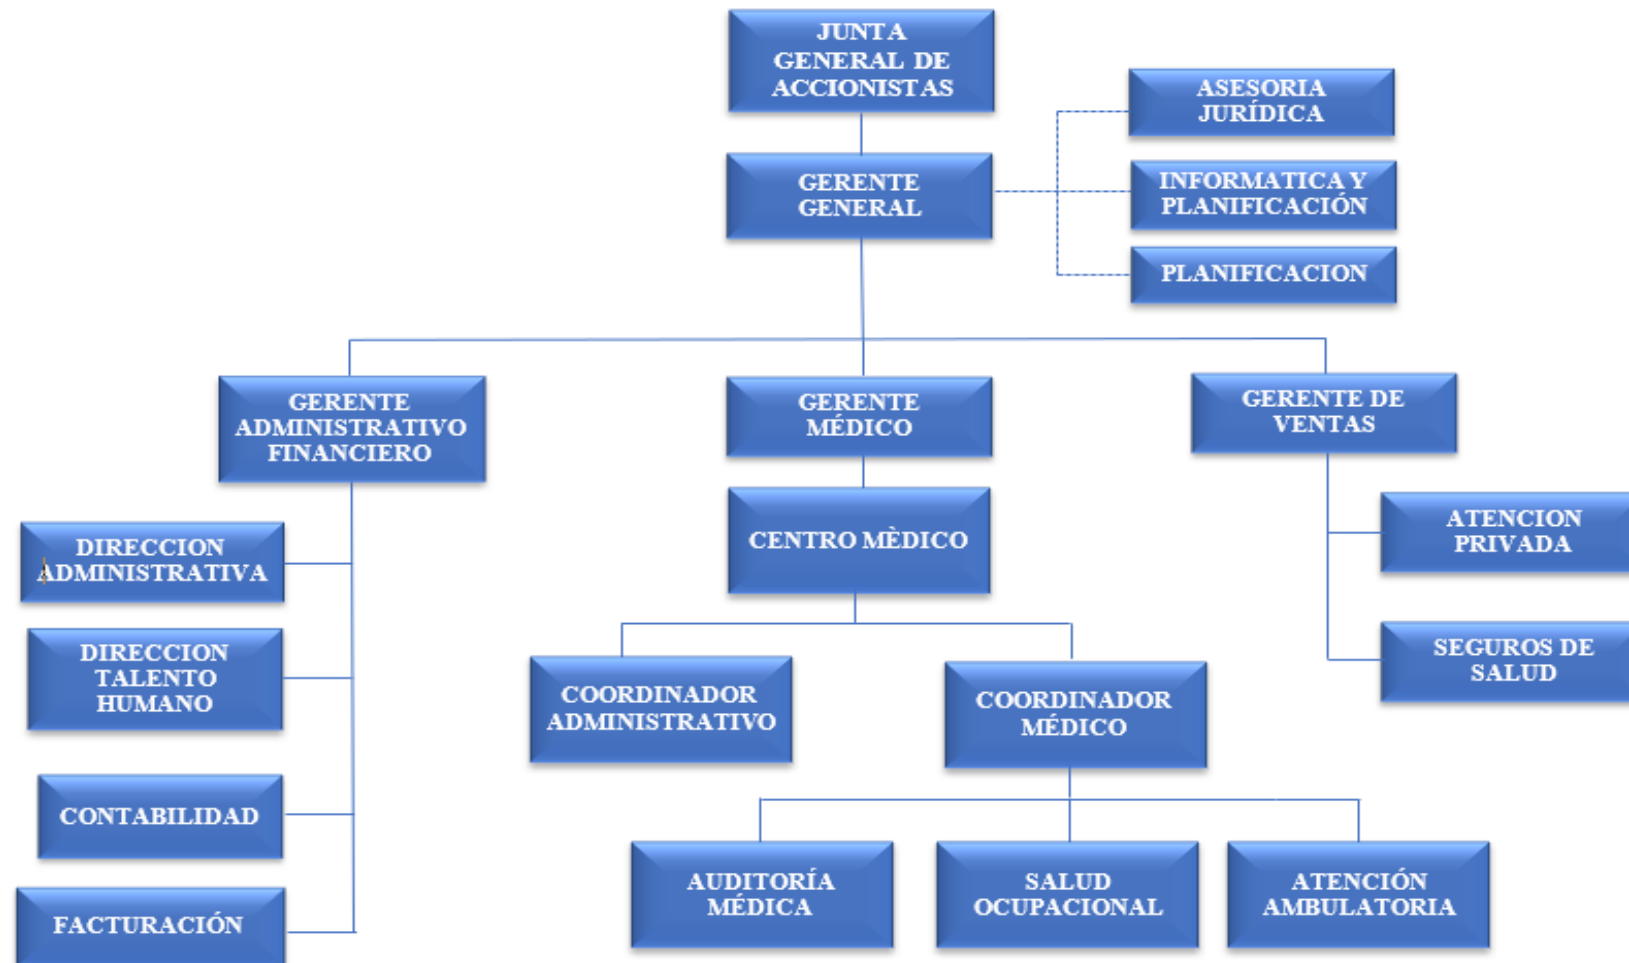 JUNTA
GENERAL DE
ACCIONISTAS
ASESORIA
JURÍDICA
GERENTE
GENERAL
INFORMATICA Y
PLANIFICACIÓN
PLANIFICACION
GERENTE
ADMINISTRATIVO
FINANCIERO
GERENTE
MÉDICO
GERENTE DE
VENTAS
DIRECCION
ADMINISTRATIVA
CENTRO MÈDICO
ATENCION
PRIVADA
DIRECCION
TALENTO
HUMANO
COORDINADOR
ADMINISTRATIVO
COORDINADOR
MÉDICO
SEGUROS DE
SALUD
CONTABILIDAD
AUDITORÍA
MÉDICA
SALUD
OCUPACIONAL
ATENCIÓN
AMBULATORIA
FACTURACIÓN